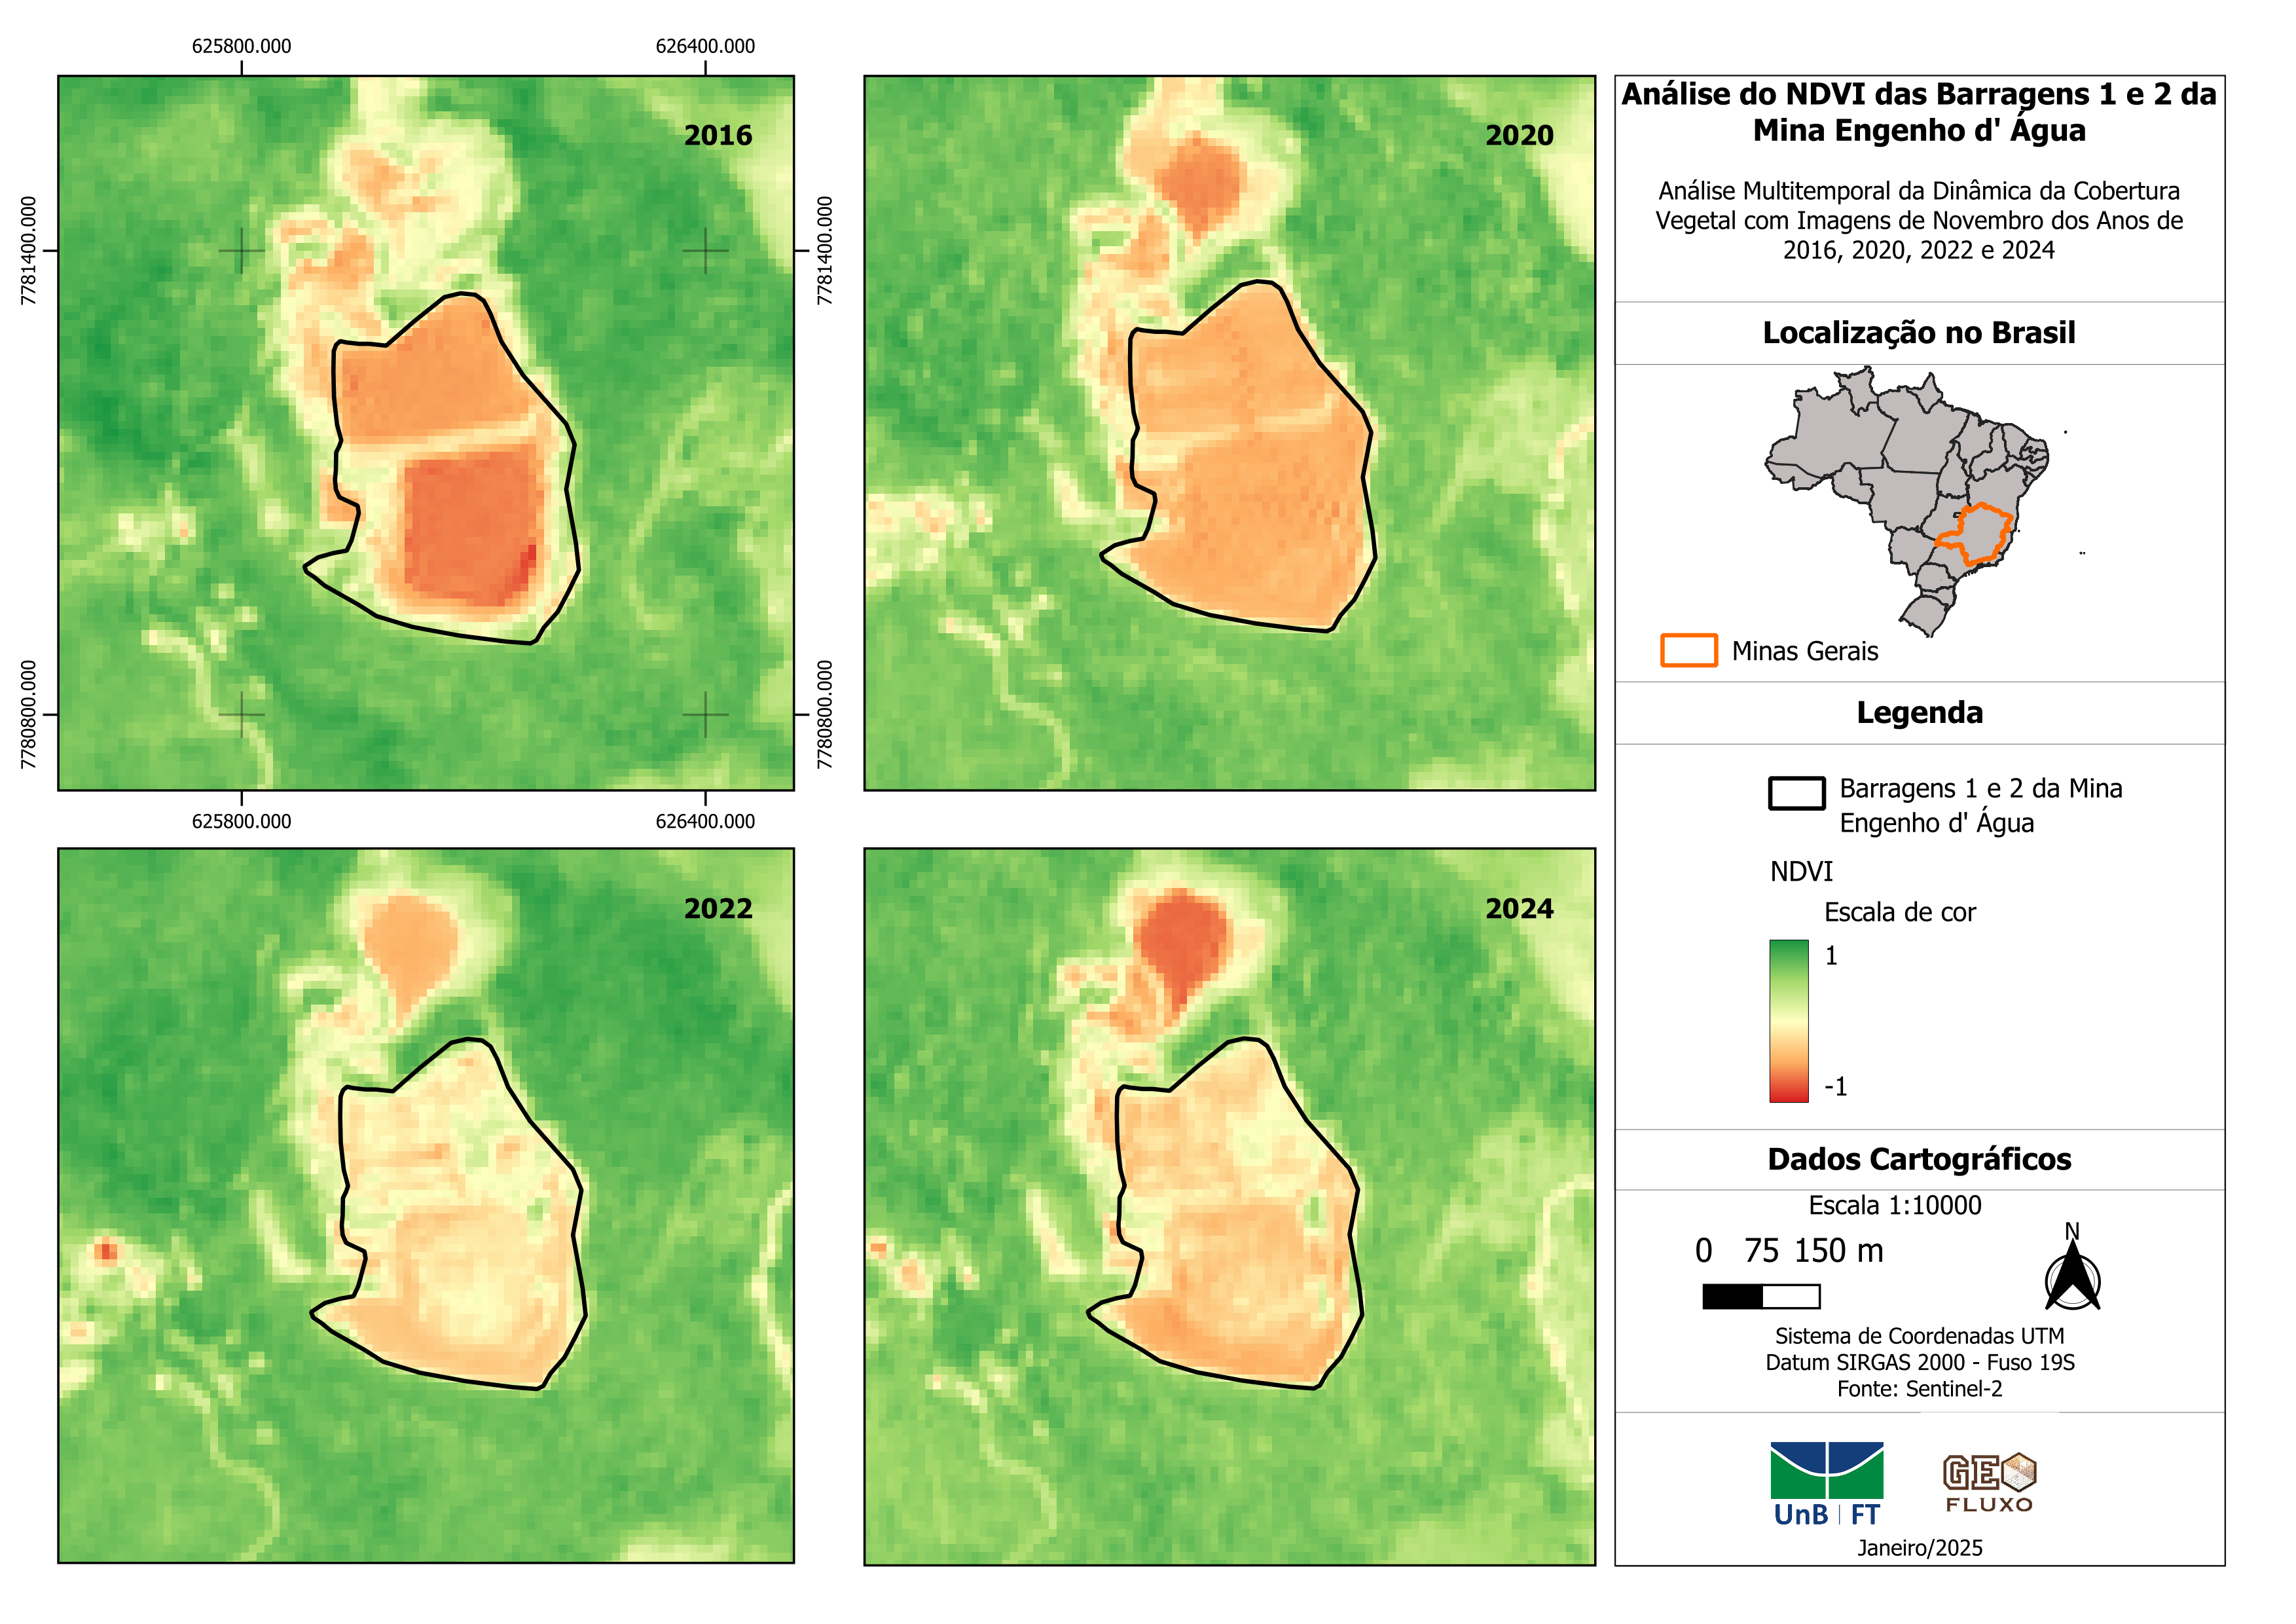 625800.000
626400.000
7781400.000
7781400.000
7780800.000
7780800.000
625800.000
626400.000
2016
2020
2022
2024
Análise do NDVI das Barragens 1 e 2 da
Mina Engenho d' Água
Análise Multitemporal da Dinâmica da Cobertura
Vegetal com Imagens de Novembro dos Anos de
2016, 2020, 2022 e 2024
Localização no Brasil
Minas Gerais
Legenda
Barragens 1 e 2 da Mina
Engenho d' Água
NDVI
Escala de cor
1
-1
Dados Cartográficos
Escala 1:10000
0 75 150 m
N
Sistema de Coordenadas UTM
Datum SIRGAS 2000 - Fuso 19S
Fonte: Sentinel-2
UnB | FT
GEO
FLUXO
Janeiro/2025